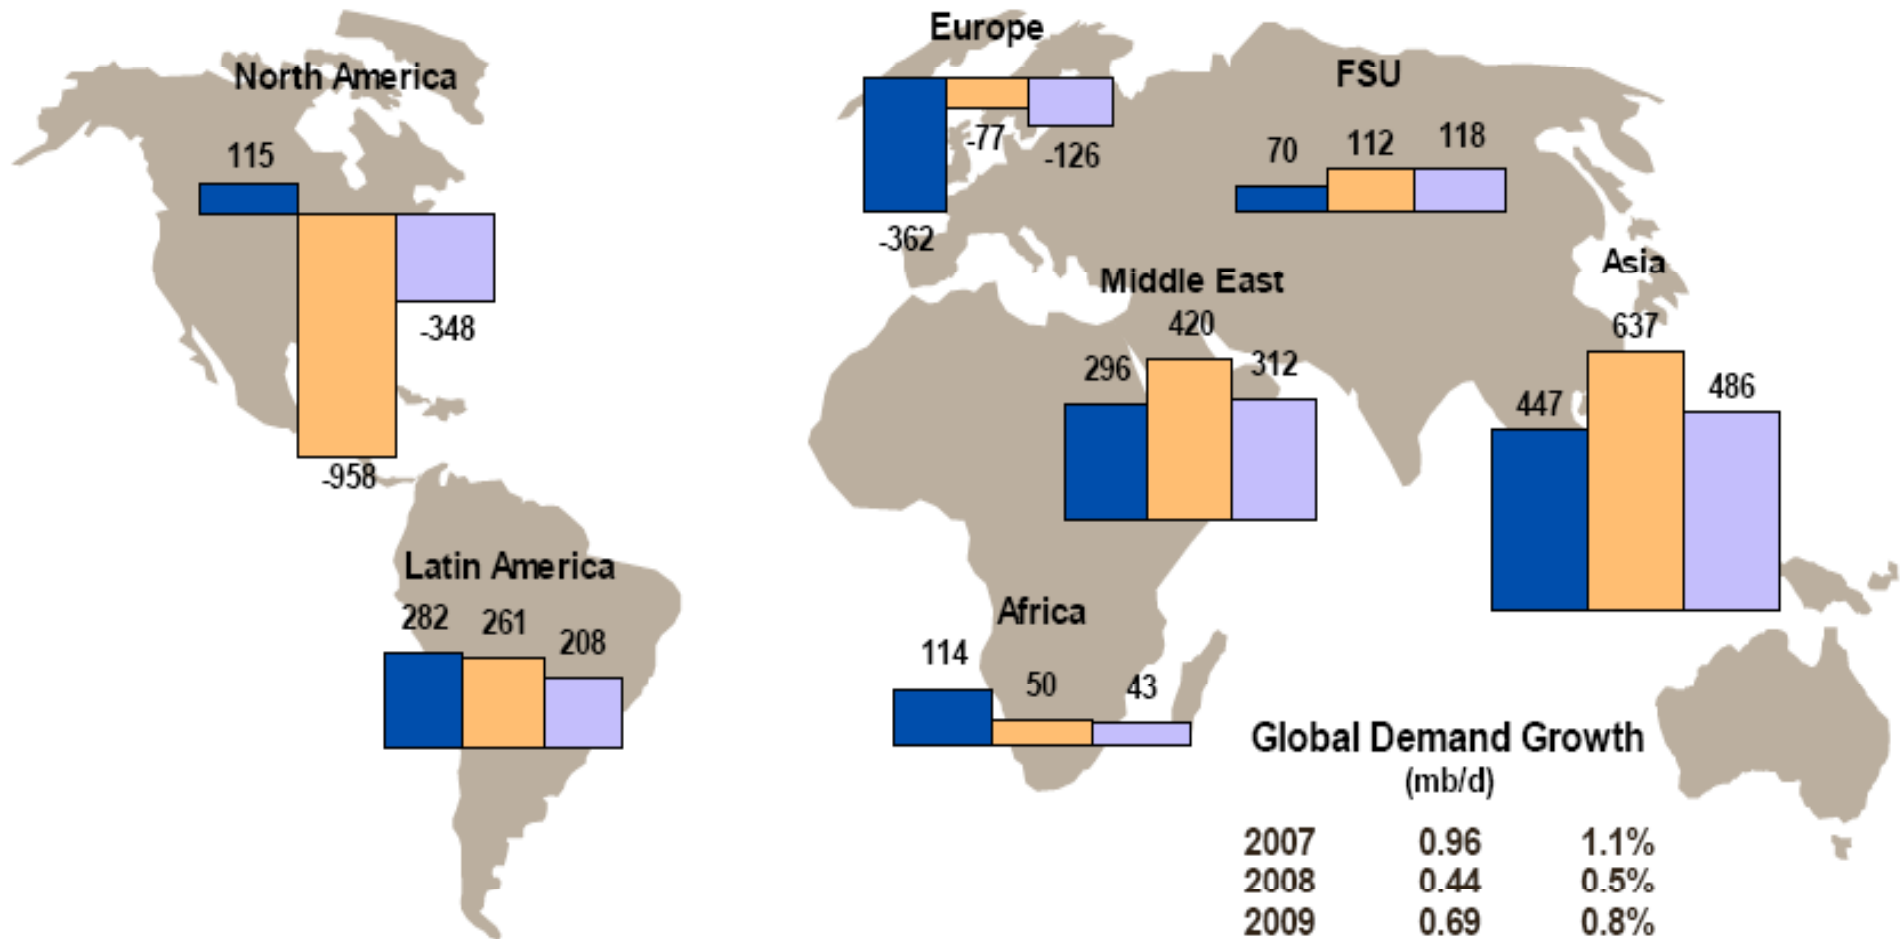 North America
115
-958
-348
Europe
-362
-77
-126
FSU
70
112
118
Middle East
296
420
312
Asia
447
637
486
Latin America
282
261
208
Africa
114
50
43
Global Demand Growth
(mb/d)
2007 0.96 1.1%
2008 0.44 0.5%
2009 0.69 0.8%